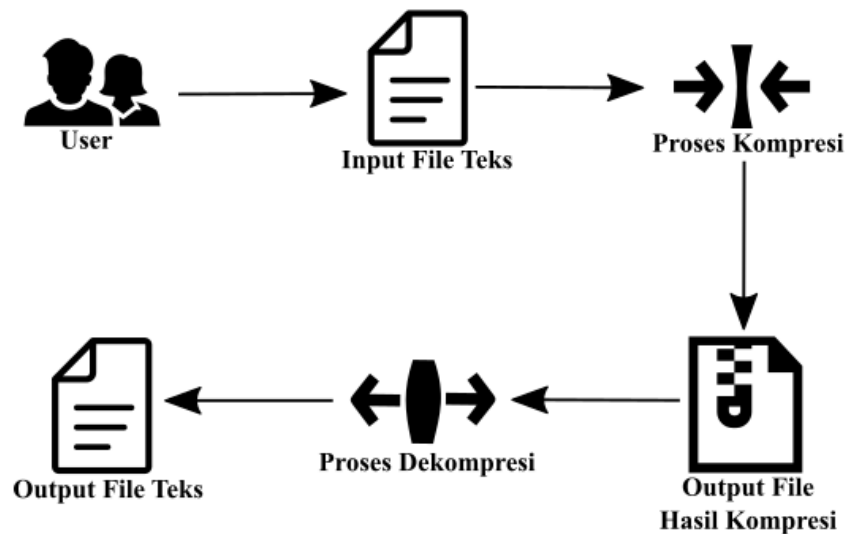 User
Input File Teks
Proses Kompresi
Output File
Hasil Kompresi
Proses Dekompresi
Output File Teks